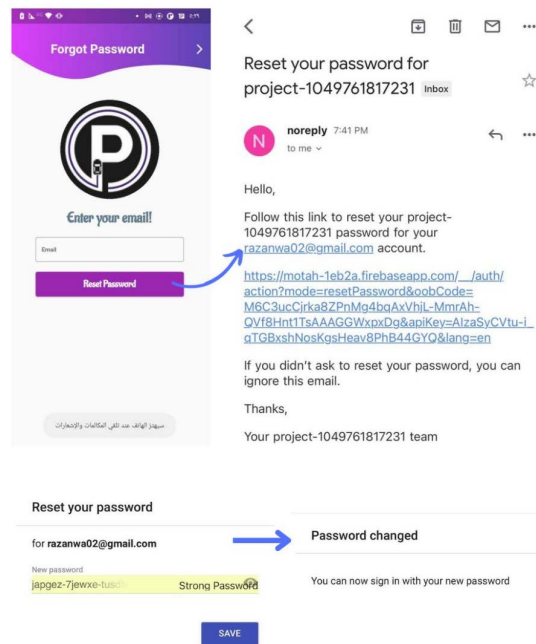 Forgot Password
Enter your email!
Email
Reset Password
سيهتز الهاتف عند تلقي المكالمات والإشعارات
Reset your password for
project-1049761817231 Inbox
N
noreply 7:41 PM
to me
Hello,
Follow this link to reset your project-
1049761817231 password for your
razanwa02@gmail.com account.
https://motah-1eb2a.firebaseapp.com/__/auth/
action?mode=resetPassword&oobCode=
M6C3ucCjrka8ZPnMg4bqAxVhjL-MmrAh-
QVf8Hnt1TsAAAGGWxpxDg&apiKey=AIzaSyCVtu-i_
qTGBxshNosKgsHeav8PhB44GYQ&lang=en
If you didn't ask to reset your password, you can
ignore this email.
Thanks,
Your project-1049761817231 team
Reset your password
for razanwa02@gmail.com
New password
japgez-7jewxe- Strong Password
SAVE
Password changed
You can now sign in with your new password